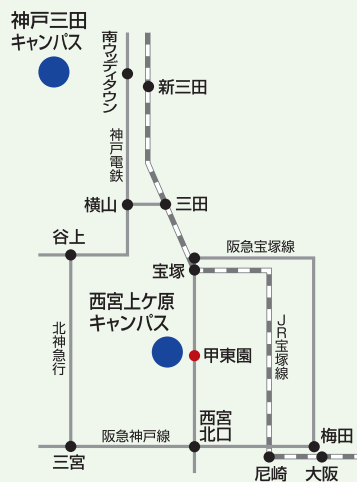 神戸三田
キャンパス
南ウッディタウン
新三田
神戸電鉄
横山
三田
谷上
阪急宝塚線
宝塚
西宮上ケ原
キャンパス
北神急行
JR宝塚線
甲東園
西宮
北口
阪急神戸線
梅田
三宮
尼崎
大阪